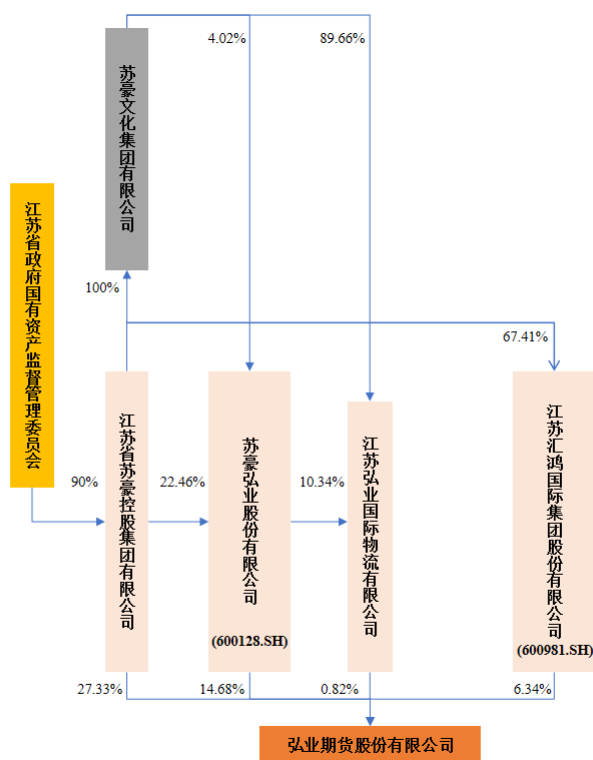 4.02%
89.66%
苏豪文化集团有限公司
江苏省政府国有资产监督管理委员会
100%
67.41%
江苏省苏豪控股集团有限公司
苏豪弘业股份有限公司
(600128.SH)
江苏弘业国际物流有限公司
江苏汇鸿国际集团股份有限公司
(600981.SH)
90%
22.46%
10.34%
27.33%
14.68%
0.82%
6.34%
弘业期货股份有限公司